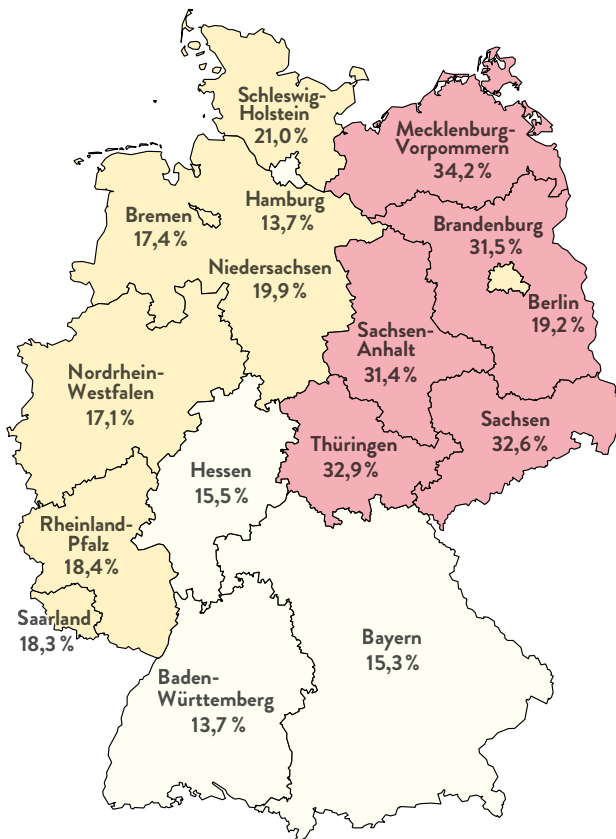 Schleswig-
Holstein
21,0 %
Mecklenburg-
Vorpommern
34,2 %
Hamburg
13,7 %
Bremen
17,4 %
Brandenburg
31,5 %
Niedersachsen
19,9 %
Berlin
19,2 %
Sachsen-
Anhalt
31,4 %
Nordrhein-
Westfalen
17,1 %
Sachsen
32,6 %
Thüringen
32,9 %
Hessen
15,5 %
Rheinland-
Pfalz
18,4 %
Saarland
18,3 %
Bayern
15,3 %
Baden-
Württemberg
13,7 %